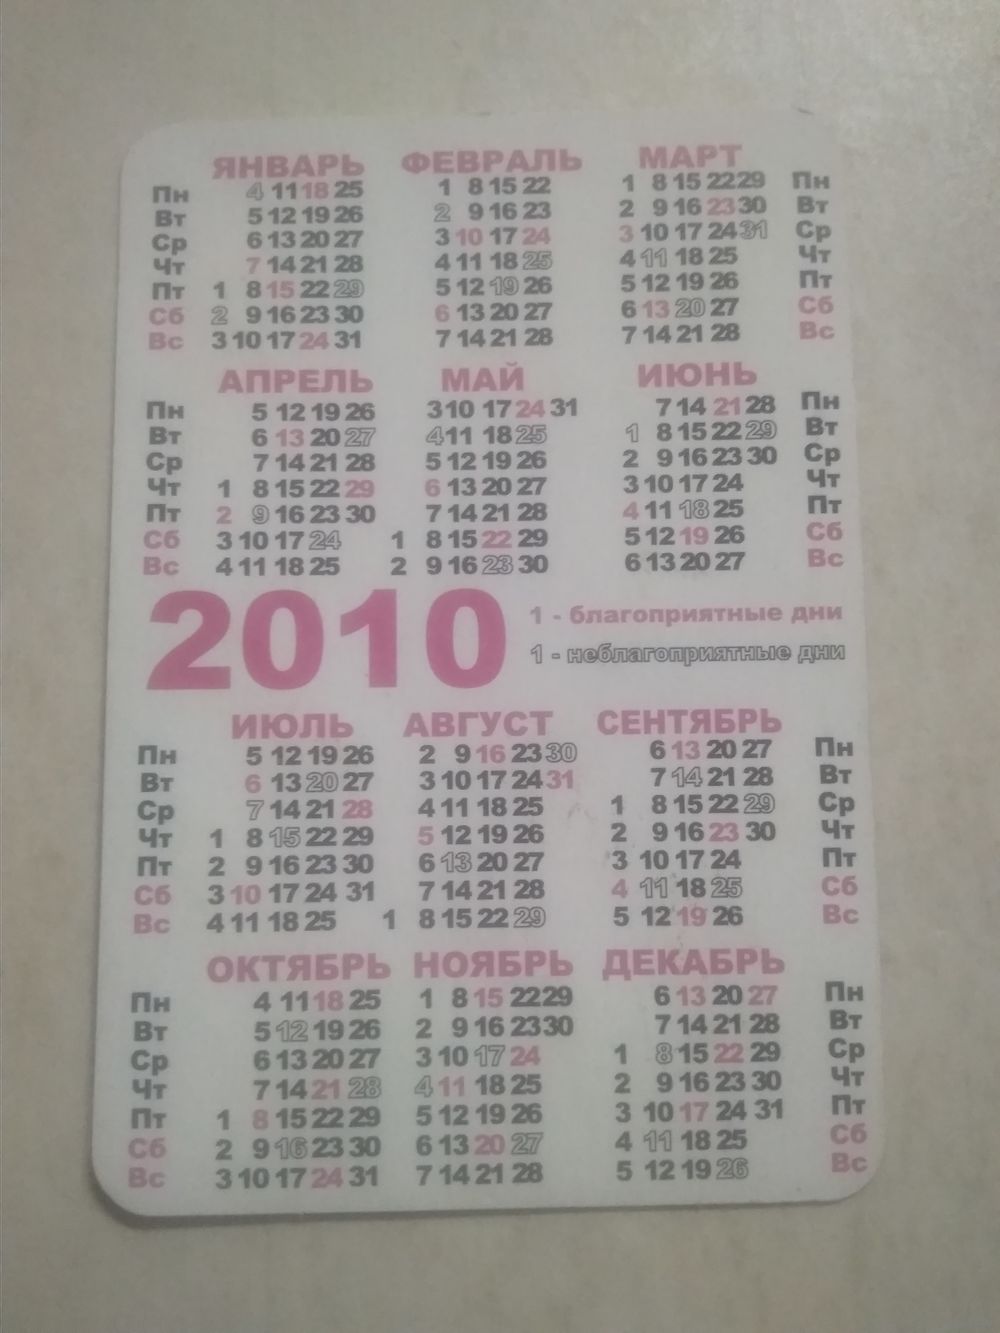 ЯНВАРЬ ФЕВРАЛЬ МАРТ
Пн 4 11 18 25 1 8 15 22 1 8 15 22 29 Пн
Вт 5 12 19 26 2 9 16 23 2 9 16 23 30 Вт
Ср 6 13 20 27 3 10 17 24 3 10 17 24 31 Ср
Чт 7 14 21 28 4 11 18 25 4 11 18 25 Чт
Пт 1 8 15 22 29 5 12 19 26 5 12 19 26 Пт
Сб 2 9 16 23 30 6 13 20 27 6 13 20 27 Сб
Вс 3 10 17 24 31 7 14 21 28 7 14 21 28 Вс
АПРЕЛЬ МАЙ ИЮНЬ
Пн 5 12 19 26 3 10 17 24 31 7 14 21 28 Пн
Вт 6 13 20 27 4 11 18 25 1 8 15 22 29 Вт
Ср 7 14 21 28 5 12 19 26 2 9 16 23 30 Ср
Чт 1 8 15 22 29 6 13 20 27 3 10 17 24 Чт
Пт 2 9 16 23 30 7 14 21 28 4 11 18 25 Пт
Сб 3 10 17 24 1 8 15 22 29 5 12 19 26 Сб
Вс 4 11 18 25 2 9 16 23 30 6 13 20 27 Вс
2010
1 - благоприятные дни
1 - неблагоприятные дни
ИЮЛЬ АВГУСТ СЕНТЯБРЬ
Пн 5 12 19 26 2 9 16 23 30 6 13 20 27 Пн
Вт 6 13 20 27 3 10 17 24 31 7 14 21 28 Вт
Ср 7 14 21 28 4 11 18 25 1 8 15 22 29 Ср
Чт 1 8 15 22 29 5 12 19 26 2 9 16 23 30 Чт
Пт 2 9 16 23 30 6 13 20 27 3 10 17 24 Пт
Сб 3 10 17 24 31 7 14 21 28 4 11 18 25 Сб
Вс 4 11 18 25 1 8 15 22 29 5 12 19 26 Вс
ОКТЯБРЬ НОЯБРЬ ДЕКАБРЬ
Пн 4 11 18 25 1 8 15 22 29 6 13 20 27 Пн
Вт 5 12 19 26 2 9 16 23 30 7 14 21 28 Вт
Ср 6 13 20 27 3 10 17 24 1 8 15 22 29 Ср
Чт 7 14 21 28 4 11 18 25 2 9 16 23 30 Чт
Пт 1 8 15 22 29 5 12 19 26 3 10 17 24 31 Пт
Сб 2 9 16 23 30 6 13 20 27 4 11 18 25 Сб
Вс 3 10 17 24 31 7 14 21 28 5 12 19 26 Вс